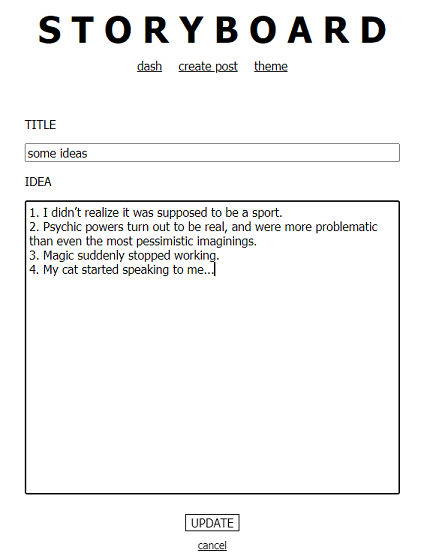 STORYBOARD
dash create post theme
TITLE
some ideas
IDEA
1. I didn’t realize it was supposed to be a sport.
2. Psychic powers turn out to be real, and were more problematic
than even the most pessimistic imaginings.
3. Magic suddenly stopped working.
4. My cat started speaking to me...
UPDATE
cancel